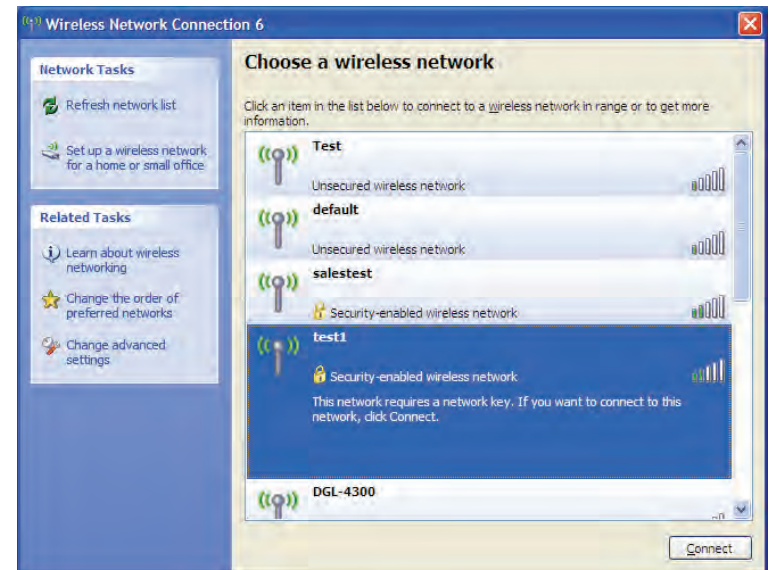 Wireless Network Connection 6
Network Tasks
Refresh network list
Set up a wireless network
for a home or small office
Related Tasks
Learn about wireless
networking
Change the order of
preferred networks
Change advanced
settings
Choose a wireless network
Click an item in the list below to connect to a wireless network in range or to get more
information.
Test
Unsecured wireless network
default
Unsecured wireless network
salestest
Security-enabled wireless network
test1
Security-enabled wireless network
This network requires a network key. If you want to connect to this
network, click Connect.
DGL-4300
Connect